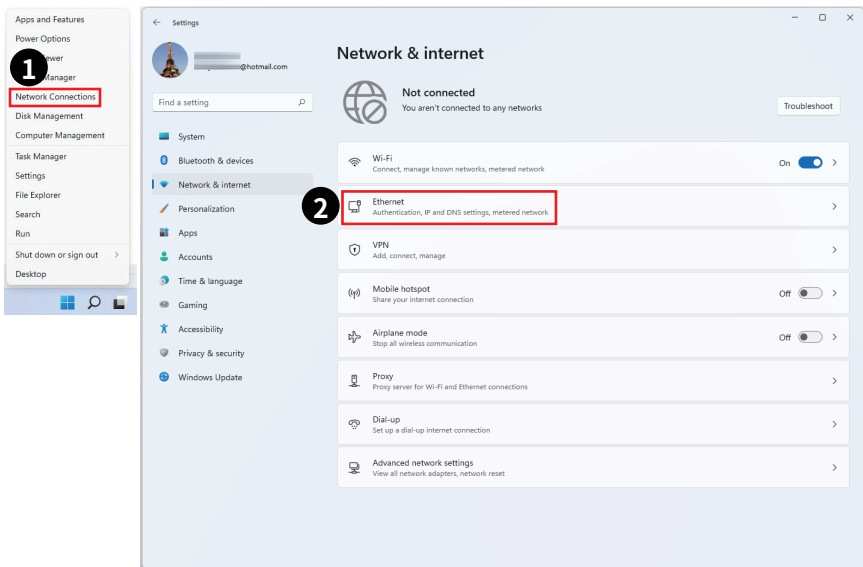 Apps and Features
Power Options
ewer
1
Manager
Network Connections
Disk Management
Computer Management
Task Manager
Settings
File Explorer
Search
Run
Shut down or sign out
Desktop
Settings
@hotmail.com
Find a setting
System
Bluetooth & devices
Network & internet
Personalization
Apps
Accounts
Time & language
Gaming
Accessibility
Privacy & security
Windows Update
Network & internet
Not connected
You aren't connected to any networks
Troubleshoot
Wi-Fi
Connect, manage known networks, metered network
On
2
Ethernet
Authentication, IP and DNS settings, metered network
VPN
Add, connect, manage
Mobile hotspot
Share your internet connection
Off
Airplane mode
Stop all wireless communication
Off
Proxy
Proxy server for Wi-Fi and Ethernet connections
Dial-up
Set up a dial-up internet connection
Advanced network settings
View all network adapters, network reset